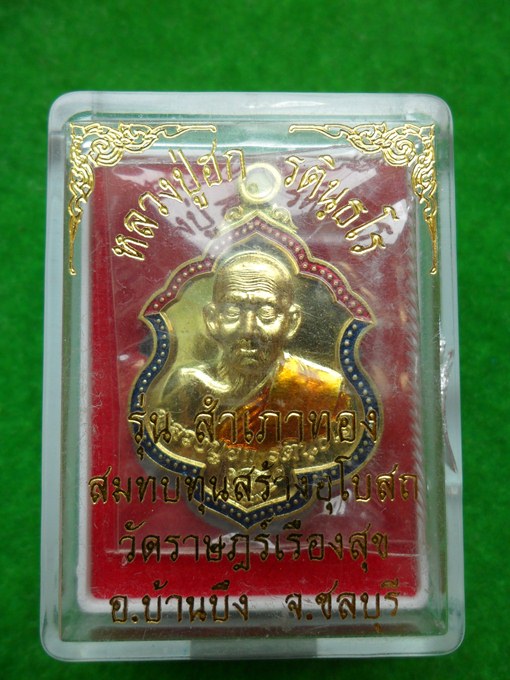 หลวงปู่ฮก รตินฺธโร
รุ่น สำเภาทอง
สมทบทุนสร้างอุโบสถ
วัดราษฎร์เรืองสุข
อ.บ้านบึง จ.ชลบุรี